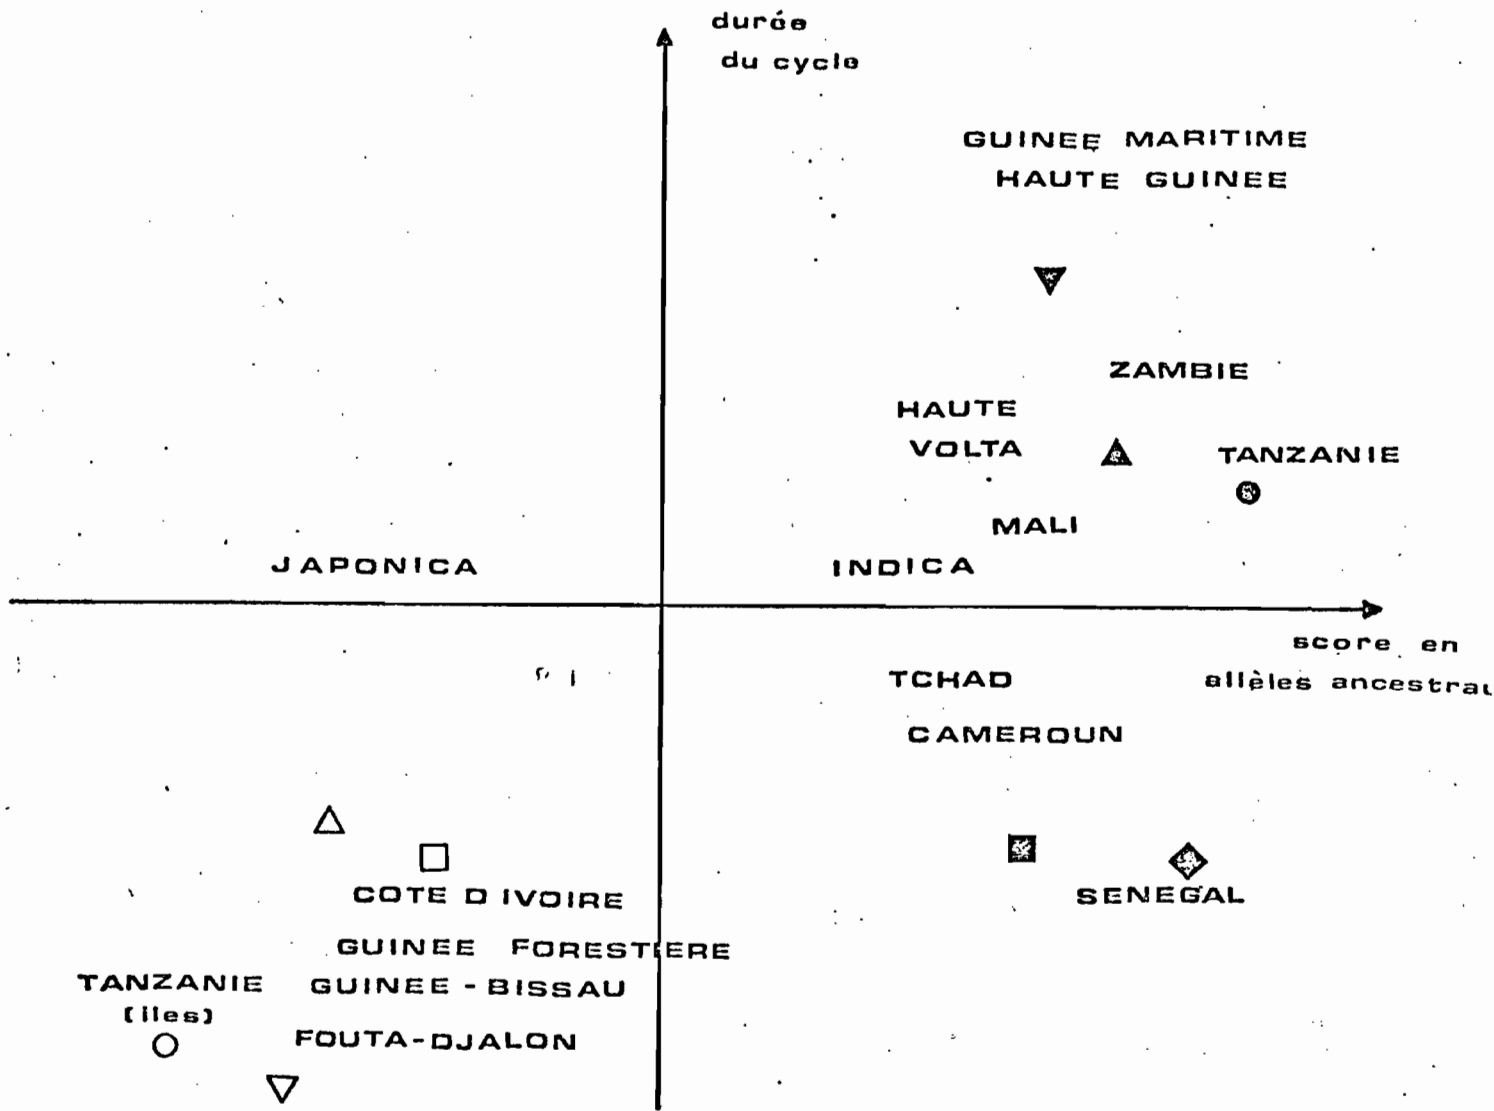 durée
du cycle
GUINEE MARITIME
HAUTE GUINEE
ZAMBIE
HAUTE
VOLTA
TANZANIE
MALI
JAPONICA
INDICA
score en
allèles ancestrau
TCHAD
CAMEROUN
SENEGAL
COTE D IVOIRE
GUINEE FORESTIERE
TANZANIE
(iles)
GUINEE - BISSAU
FOUTA-DJALON